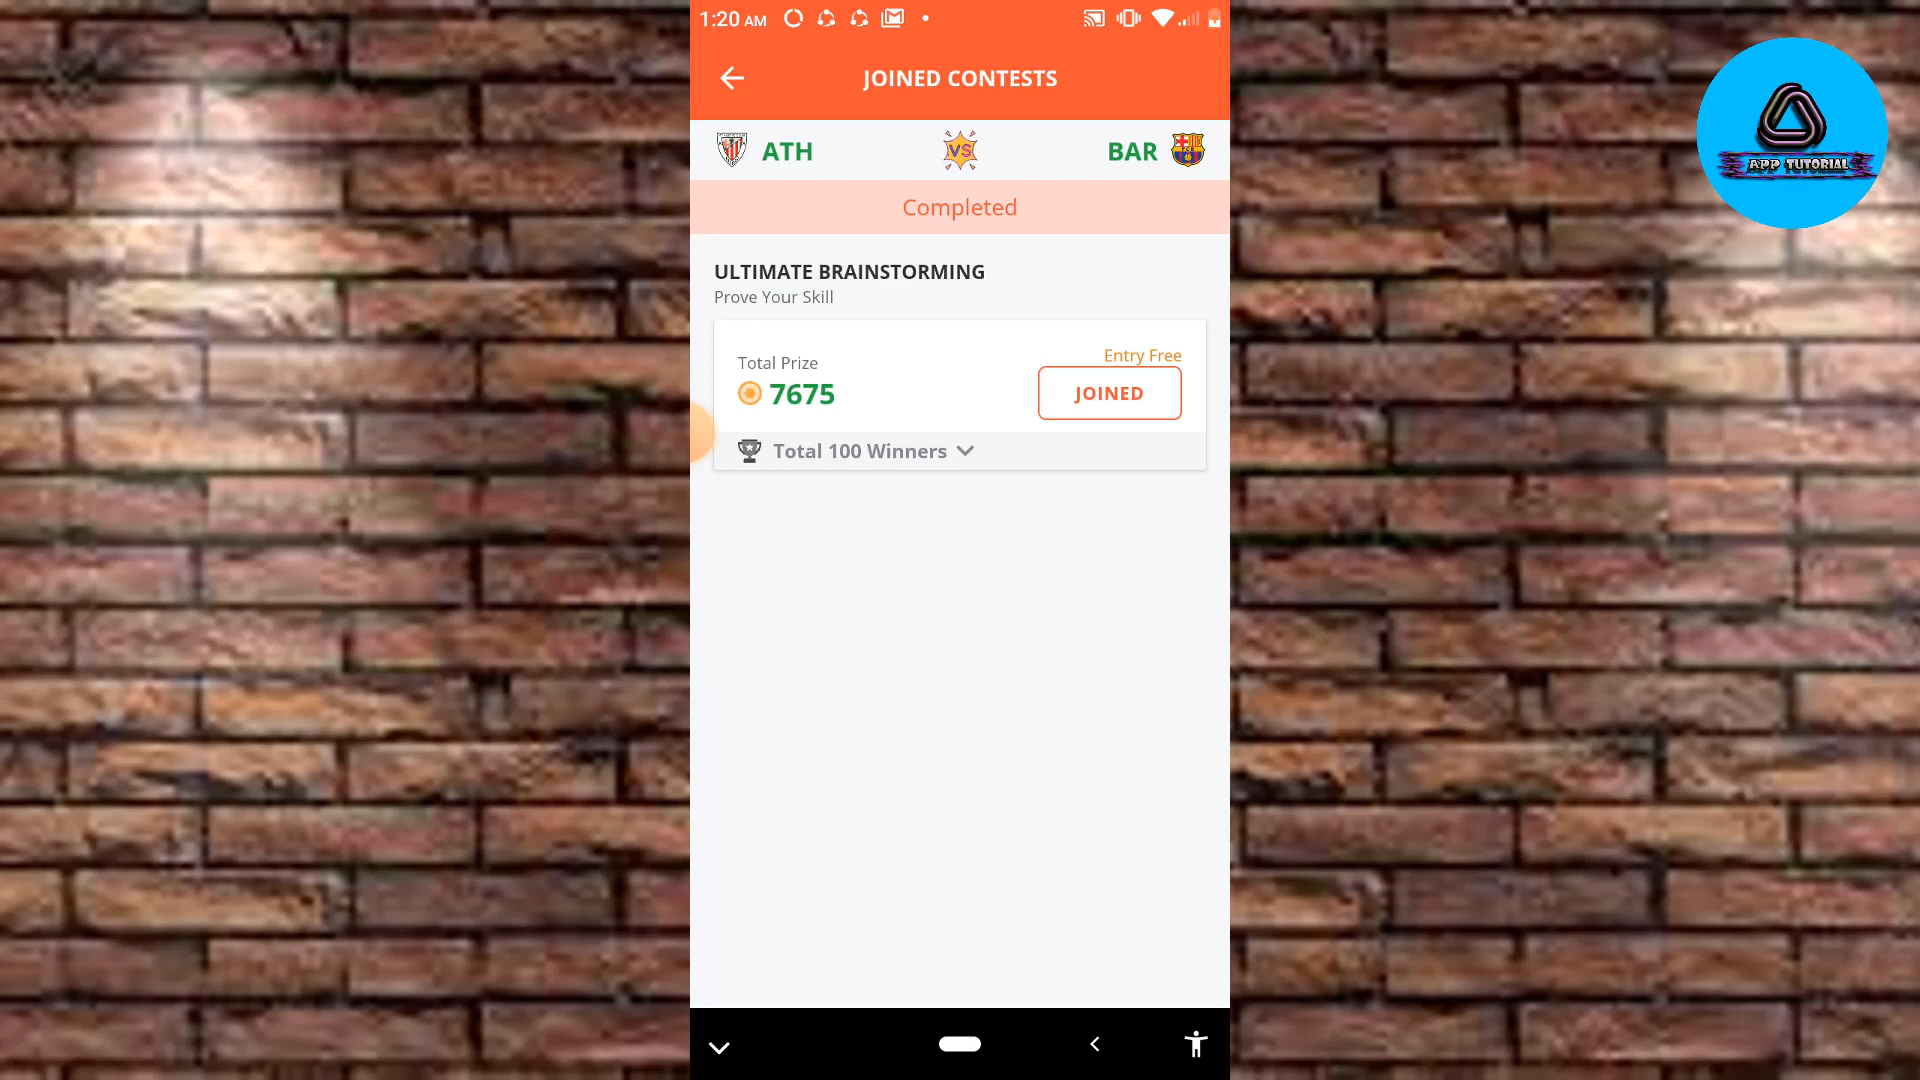 1:20 AM
JOINED CONTESTS
ATH
VS
BAR
Completed
ULTIMATE BRAINSTORMING
Prove Your Skill
Entry Free
Total Prize
7675
JOINED
Total 100 Winners
APP TUTORIAL